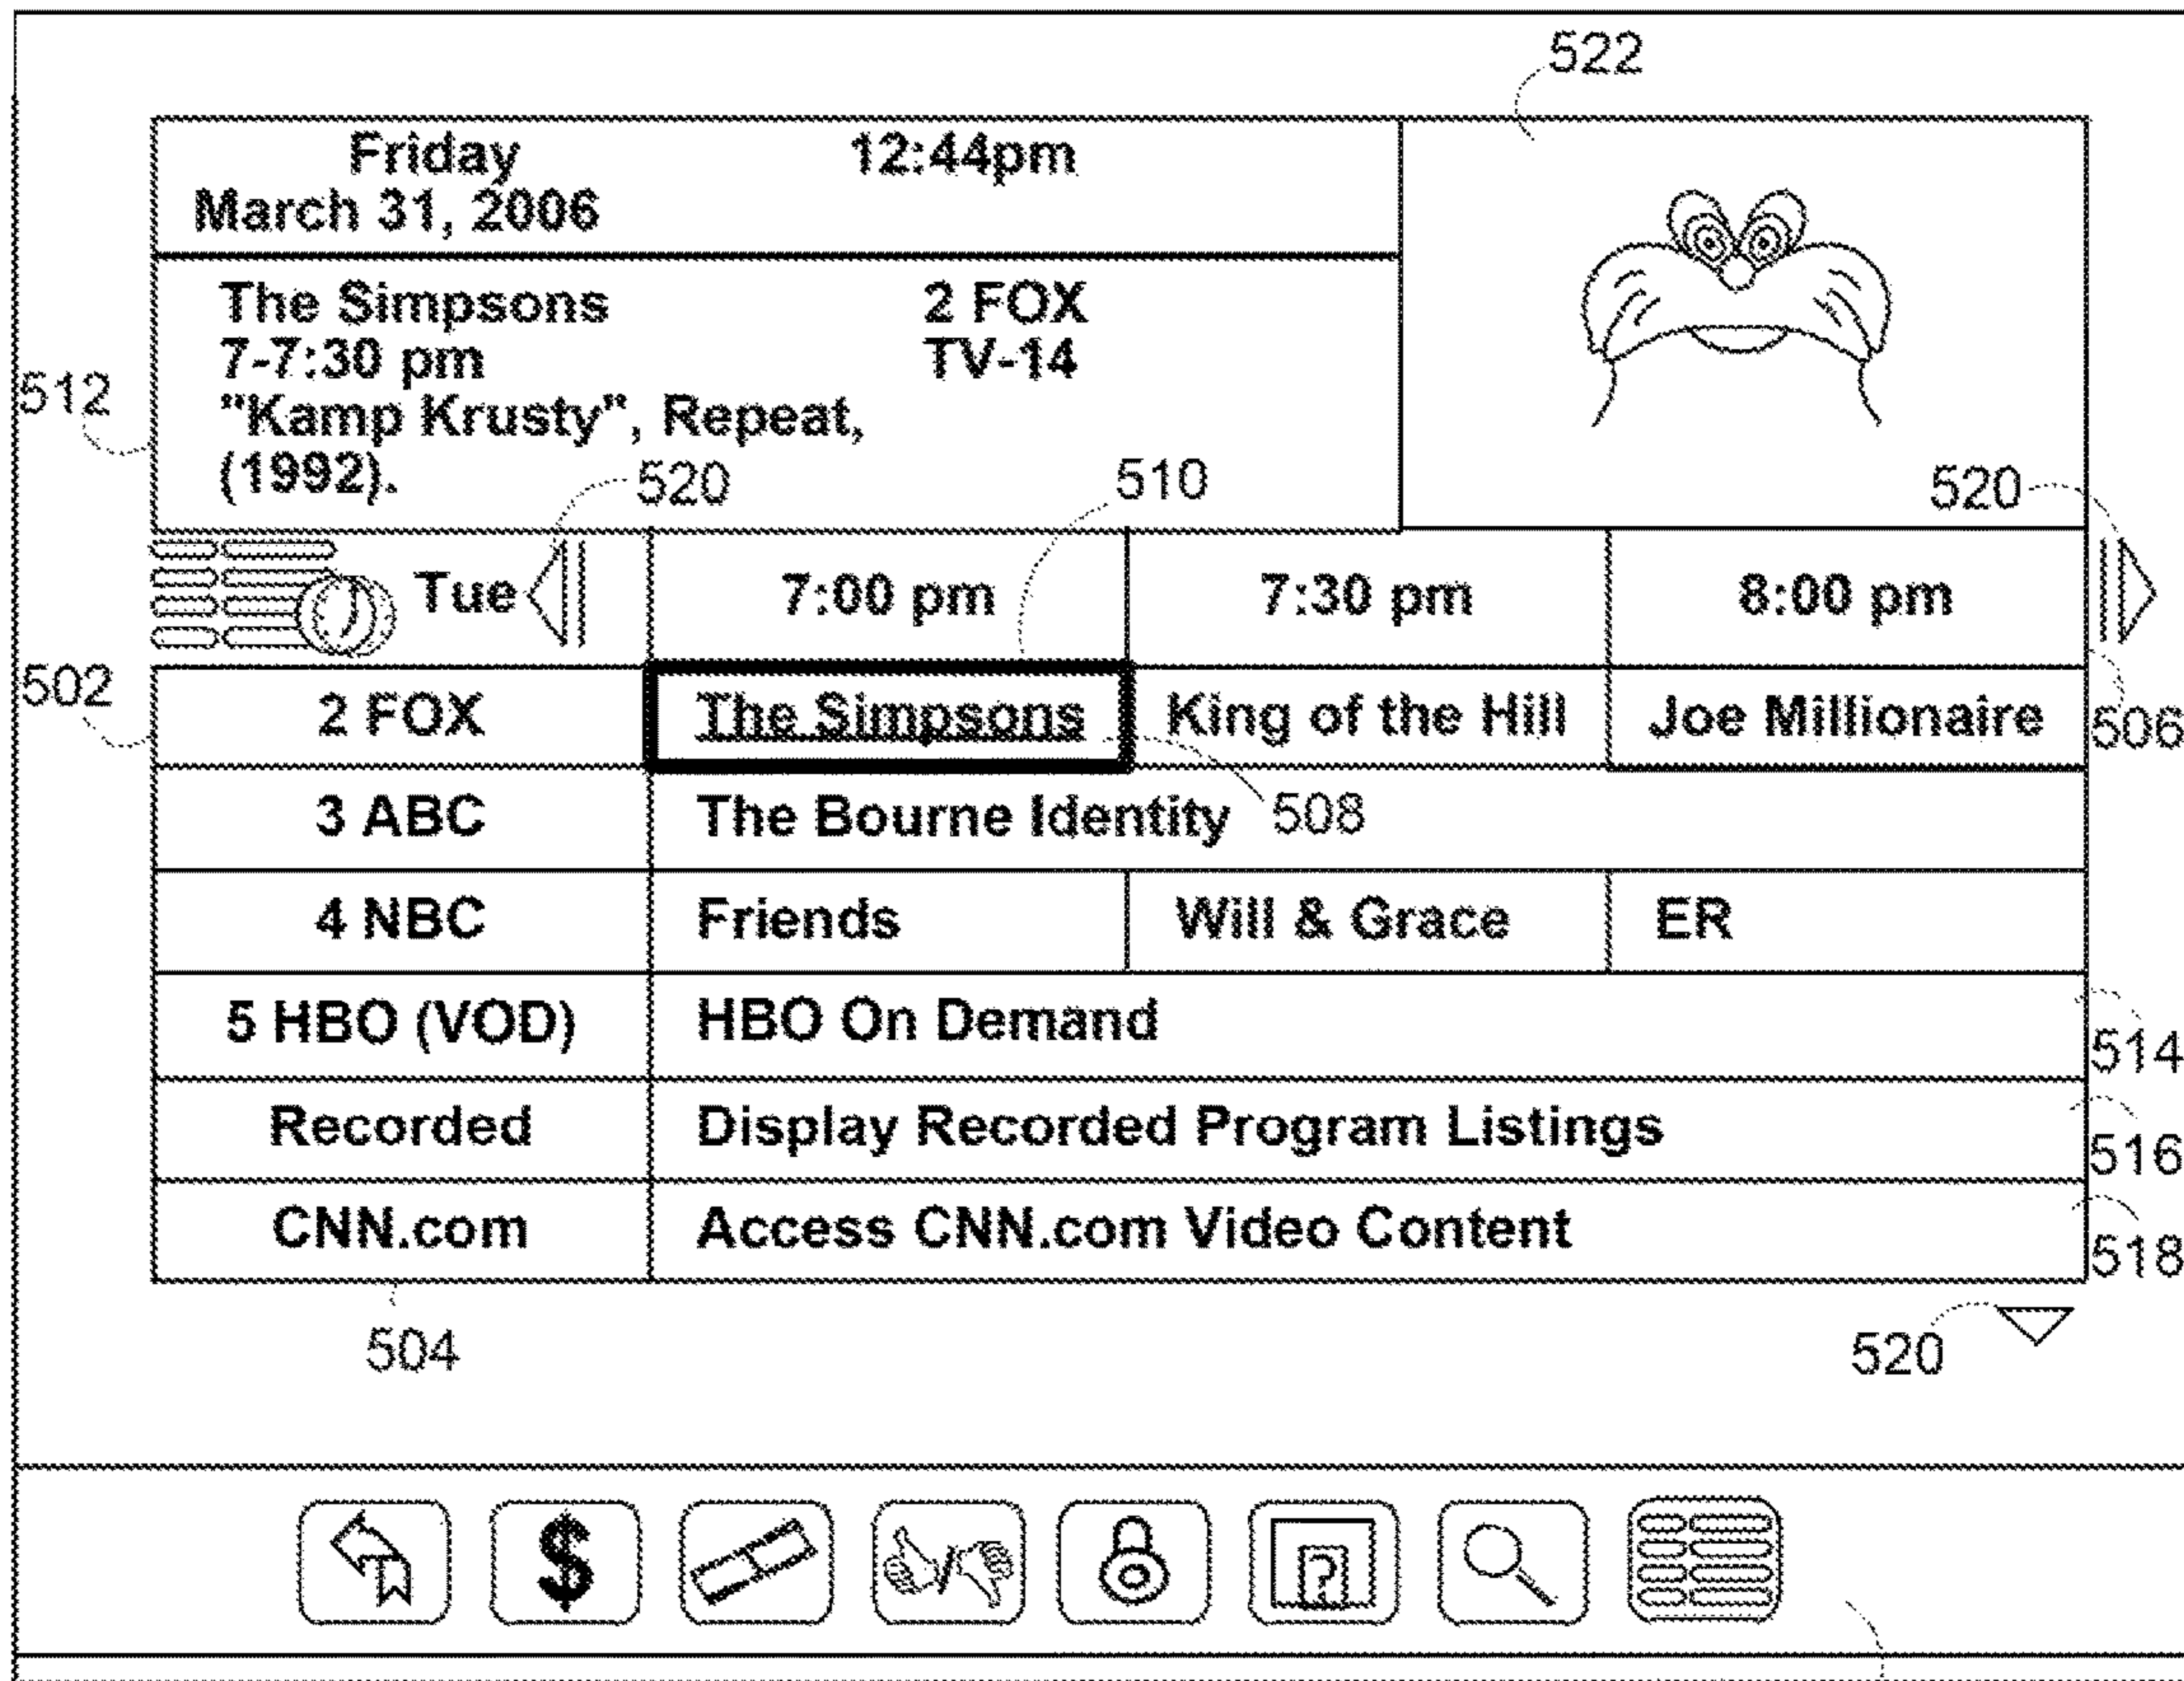 522
Friday 12:44pm
March 31, 2006
The Simpsons 2 FOX
7-7:30 pm TV-14
512
"Kamp Krusty", Repeat,
(1992).
520 510 520
Tue 7:00 pm 7:30 pm 8:00 pm
502
2 FOX The Simpsons King of the Hill Joe Millionaire
506
3 ABC The Bourne Identity 508
4 NBC Friends Will & Grace ER
5 HBO (VOD) HBO On Demand
514
Recorded Display Recorded Program Listings
516
CNN.com Access CNN.com Video Content
518
504 520
$
?